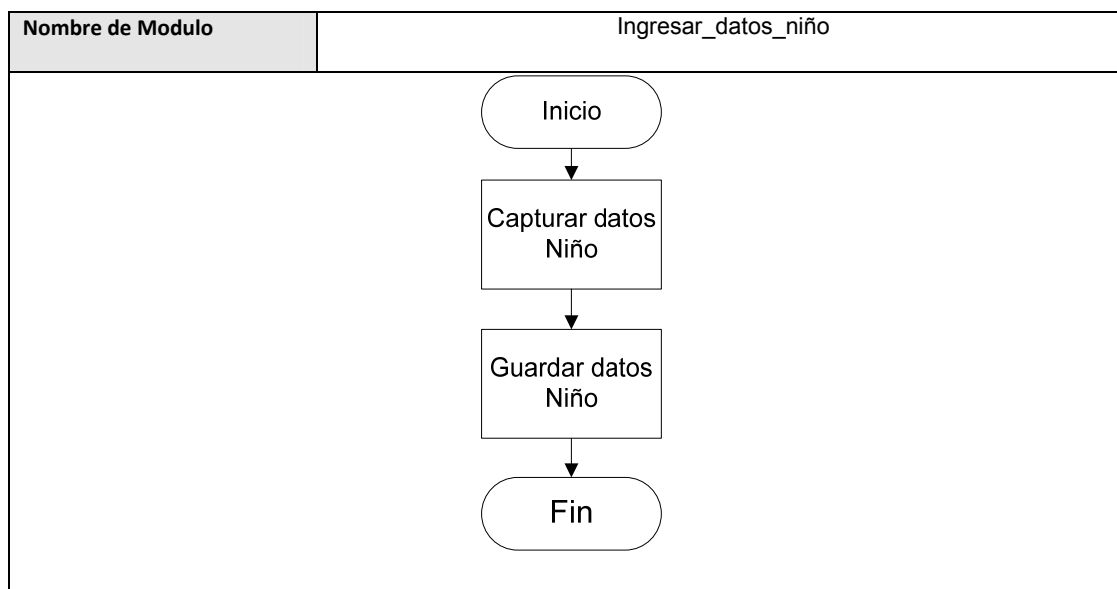 Nombre de Modulo
Ingresar_datos_niño
Inicio
Capturar datos
Niño
Guardar datos
Niño
Fin